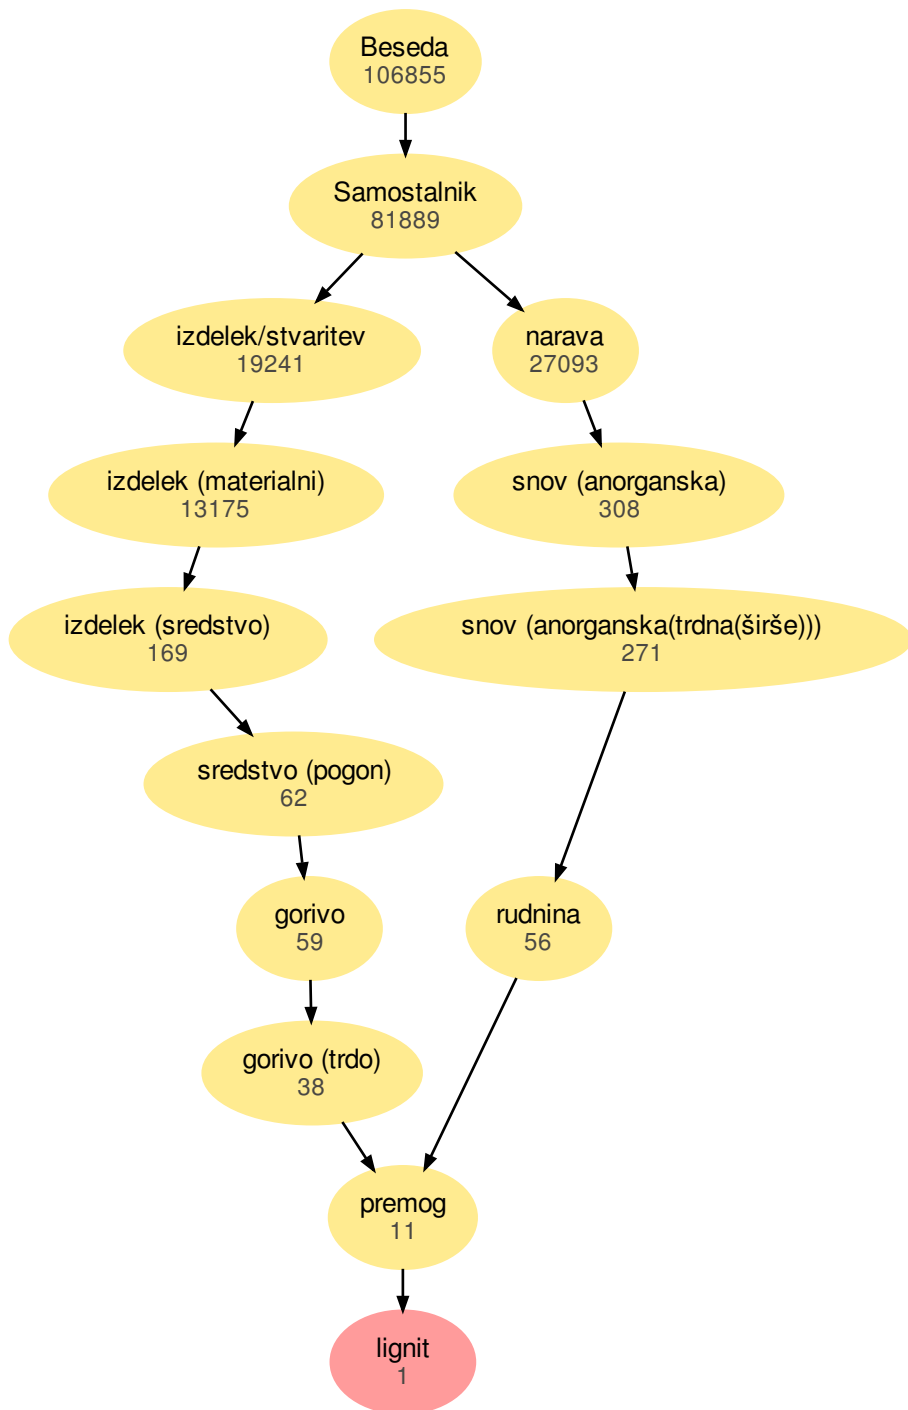 Beseda
106855
Samostalnik
81889
izdelek/stvaritev
19241
narava
27093
izdelek (materialni)
13175
snov (anorganska)
308
izdelek (sredstvo)
169
snov (anorganska(trdna(širše)))
271
sredstvo (pogon)
62
gorivo
59
rudnina
56
gorivo (trdo)
38
premog
11
lignit
1